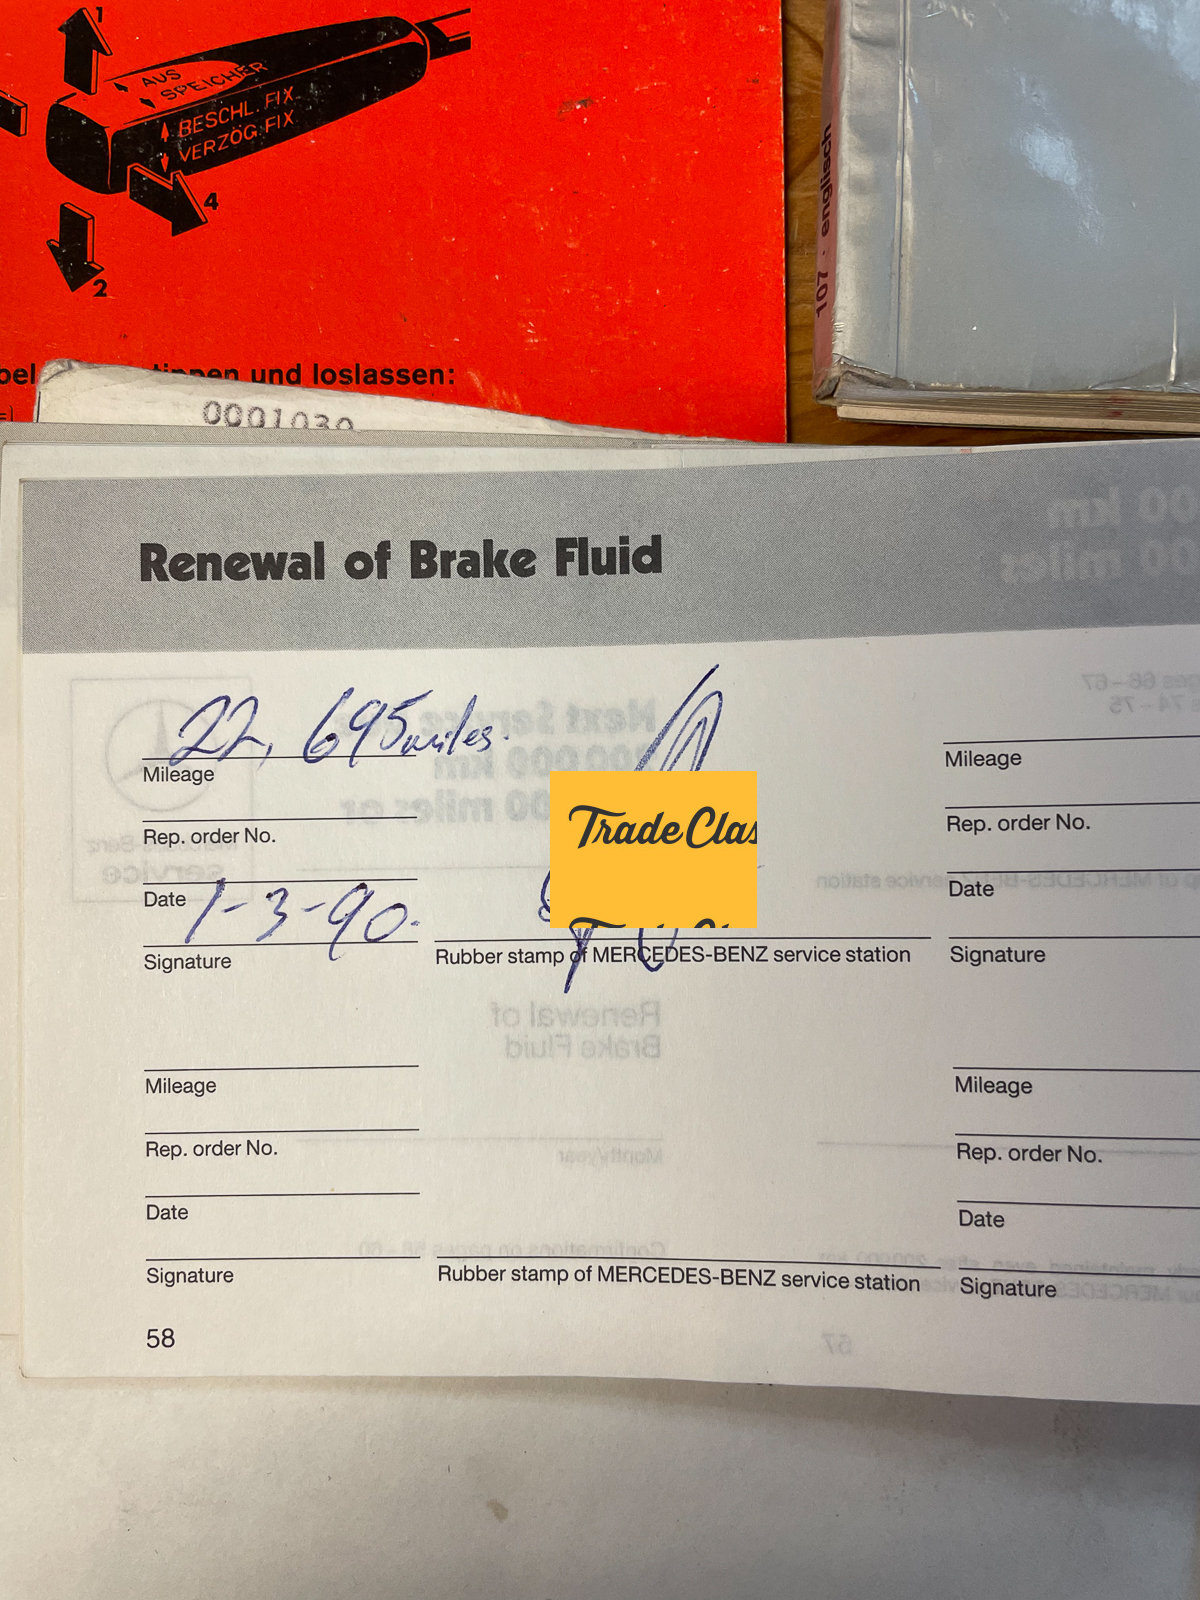 1
AUS
SPEICHER
BESCHL. FIX
VERZÖG. FIX
4
2
107 · englisch
tippen und loslassen:
0001030
Renewal of Brake Fluid
22,695 miles.
Mileage
Rep. order No.
Date
1-3-90.
Signature
TradeClas
Rubber stamp of MERCEDES-BENZ service station
Mileage
Rep. order No.
Date
Signature
Mileage
Rep. order No.
Date
Signature
Rubber stamp of MERCEDES-BENZ service station
Mileage
Rep. order No.
Date
Signature
58